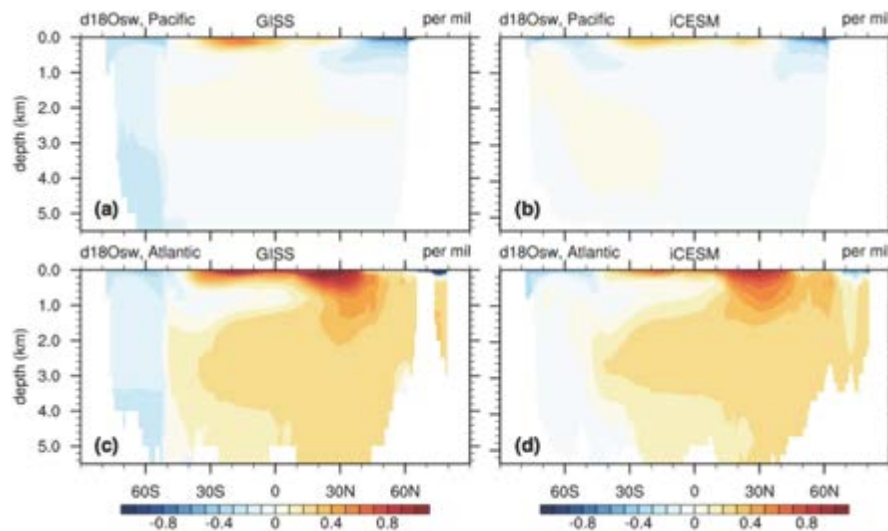 d18Osw, Pacific GISS per mil d18Osw, Pacific iCESM per mil
0.0
1.0
2.0
3.0
4.0
5.0
depth (km)
(a) (b)
d18Osw, Atlantic GISS per mil d18Osw, Atlantic iCESM per mil
0.0
1.0
2.0
3.0
4.0
5.0
depth (km)
(c) (d)
60S 30S 0 30N 60N 60S 30S 0 30N 60N
-0.8 -0.4 0 0.4 0.8 -0.8 -0.4 0 0.4 0.8